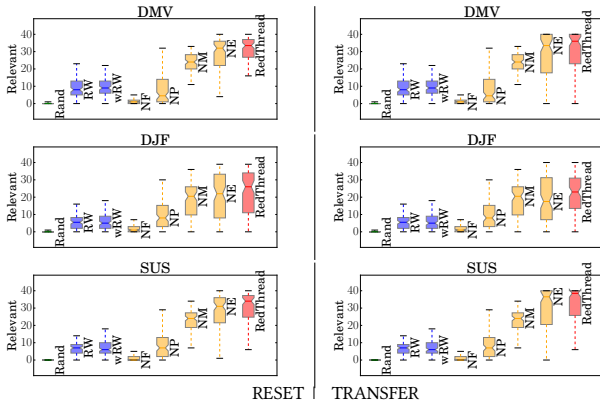 DMV
Relevant
40
30
20
10
0
Rand
RW
wRW
NF
NP
NM
NE
RedThread
DMV
Relevant
40
30
20
10
0
Rand
RW
wRW
NF
NP
NM
NE
RedThread
DJF
Relevant
40
30
20
10
0
Rand
RW
wRW
NF
NP
NM
NE
RedThread
DJF
Relevant
40
30
20
10
0
Rand
RW
wRW
NF
NP
NM
NE
RedThread
SUS
Relevant
40
30
20
10
0
Rand
RW
wRW
NF
NP
NM
NE
RedThread
SUS
Relevant
40
30
20
10
0
Rand
RW
wRW
NF
NP
NM
NE
RedThread
RESET | TRANSFER